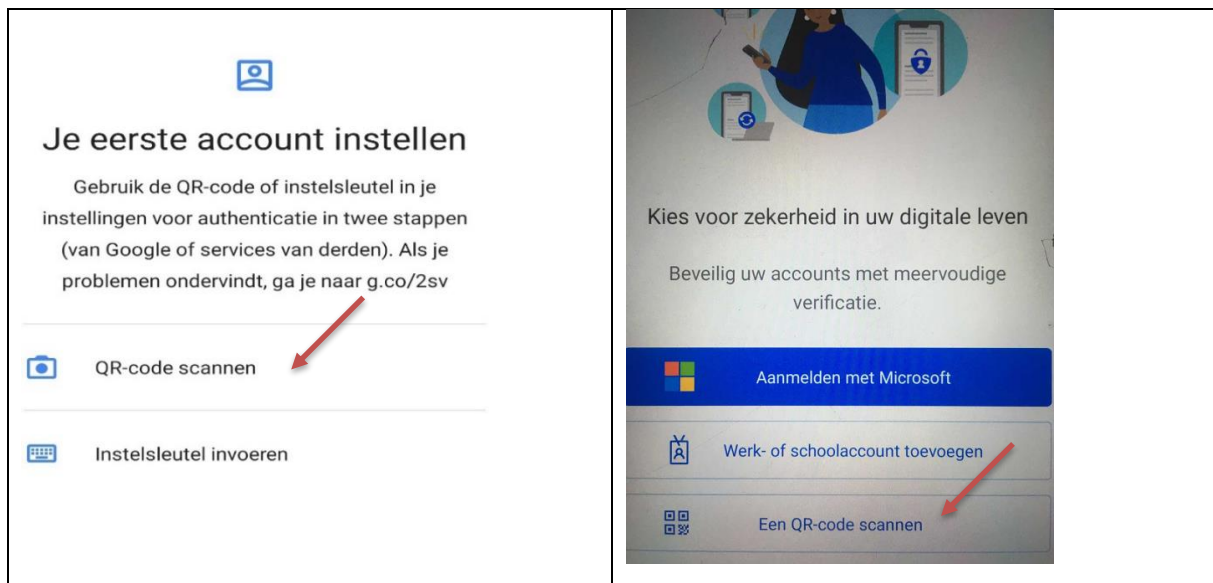 Je eerste account instellen
Gebruik de QR-code of instelsleutel in je
instellingen voor authenticatie in twee stappen
(van Google of services van derden). Als je
problemen ondervindt, ga je naar g.co/2sv
QR-code scannen
Instelsleutel invoeren
Kies voor zekerheid in uw digitale leven
Beveilig uw accounts met meervoudige
verificatie.
Aanmelden met Microsoft
Werk- of schoolaccount toevoegen
Een QR-code scannen